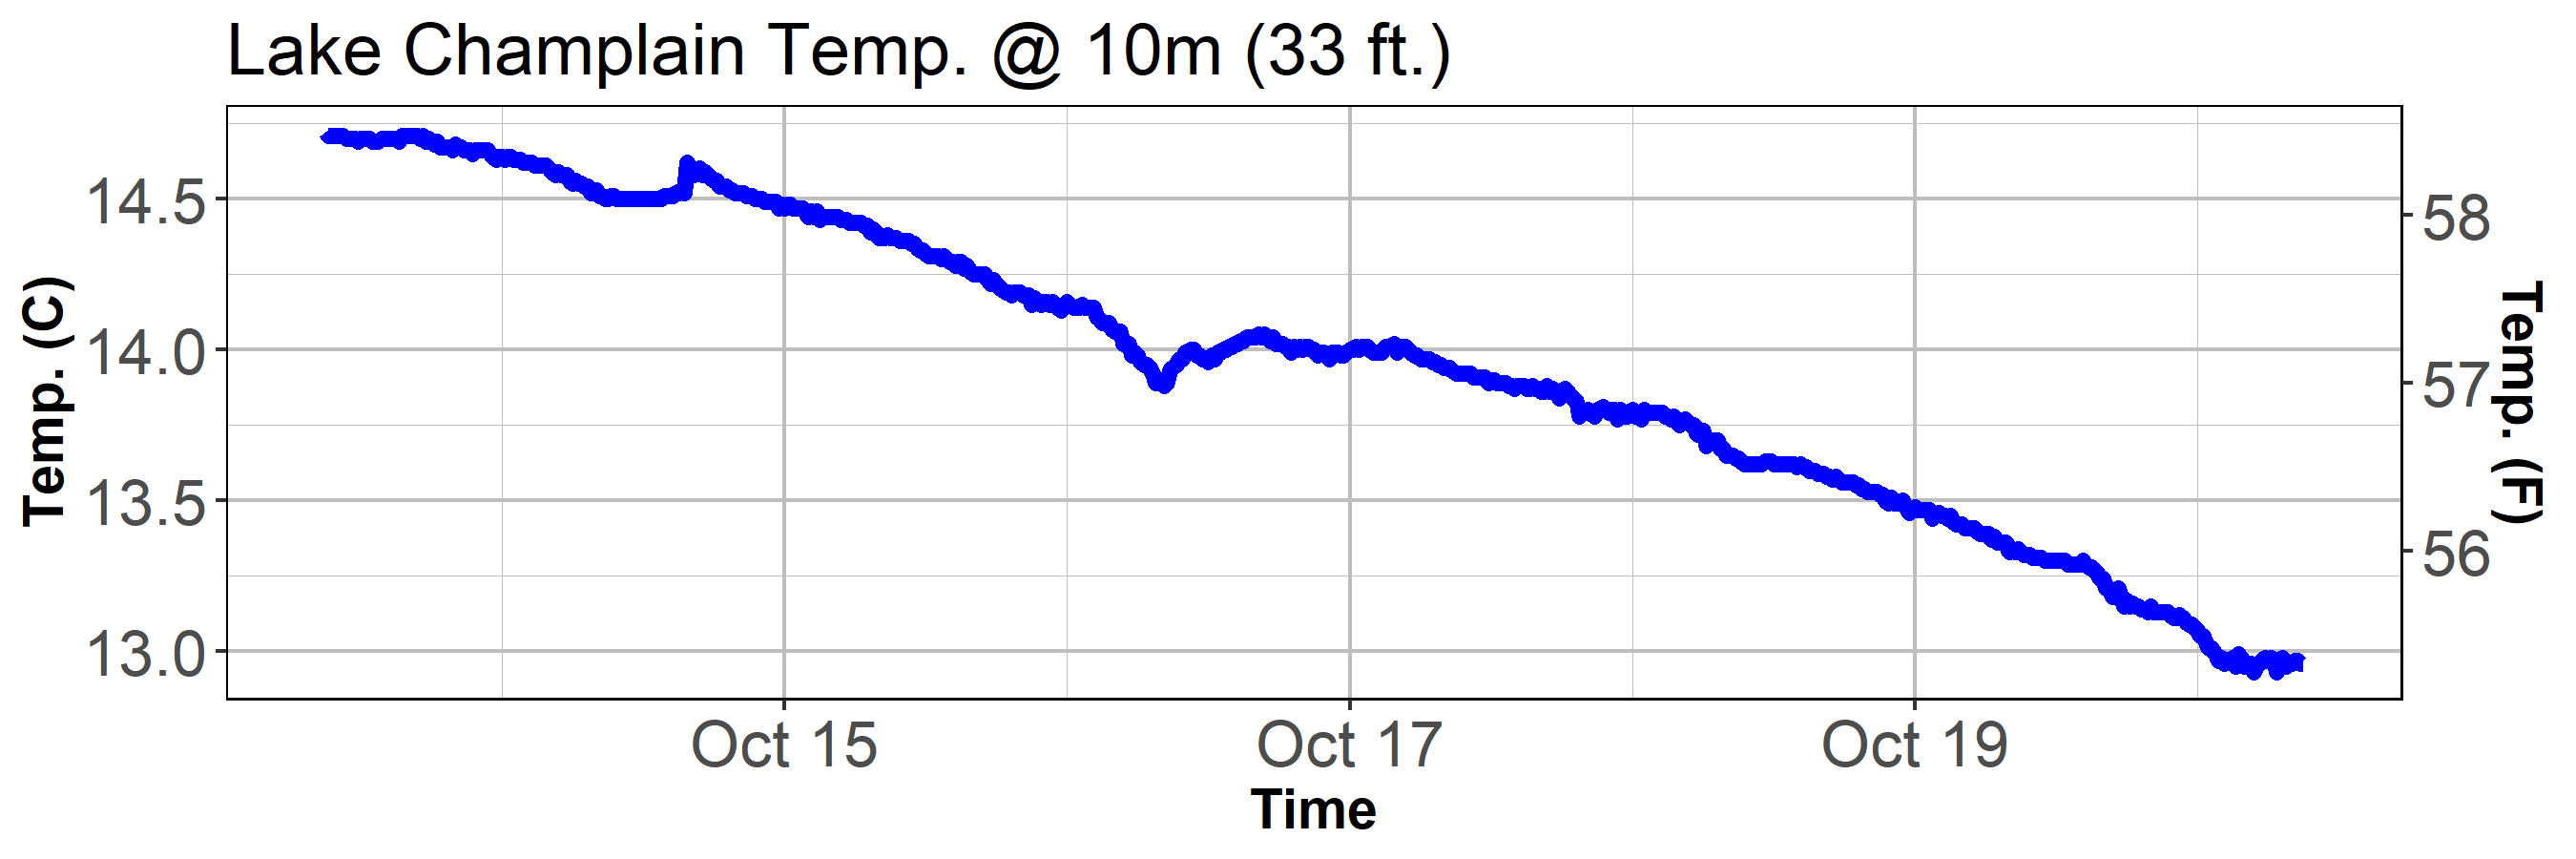 Lake Champlain Temp. @ 10m (33 ft.)
Temp. (C)
14.5
14.0
13.5
13.0
58
57
56
Temp. (F)
Oct 15
Oct 17
Oct 19
Time